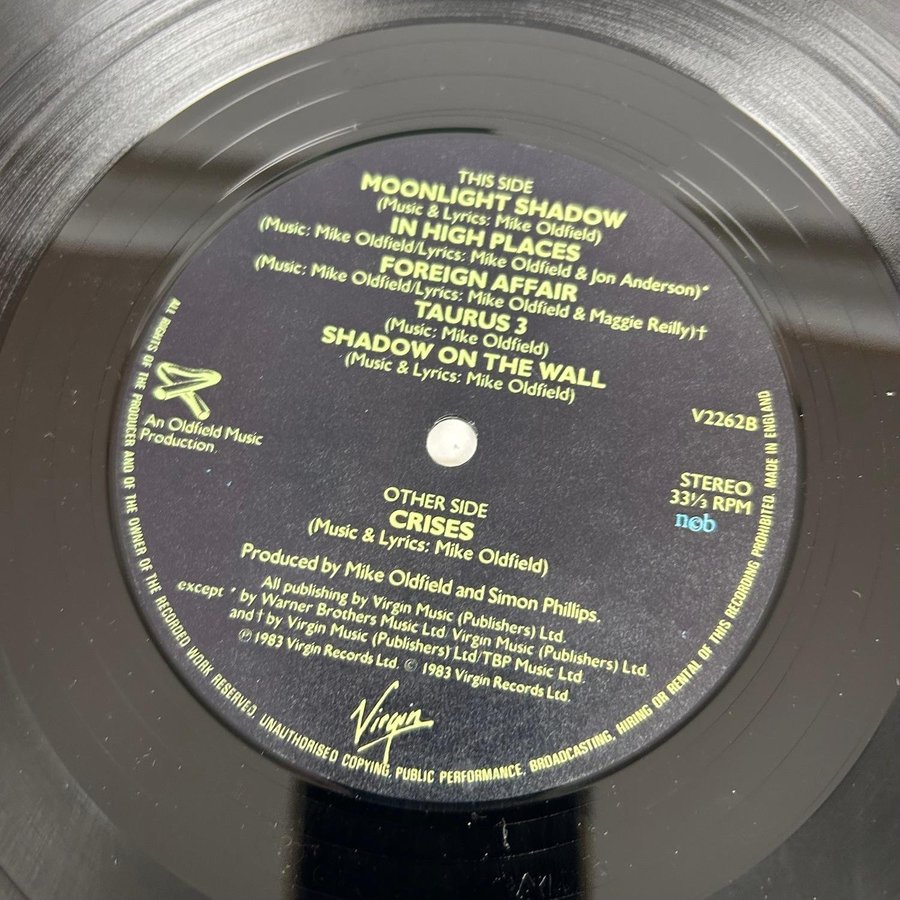 THIS SIDE
MOONLIGHT SHADOW
(Music & Lyrics: Mike Oldfield)
IN HIGH PLACES
(Music: Mike Oldfield/Lyrics: Mike Oldfield & Jon Anderson)*
FOREIGN AFFAIR
(Music: Mike Oldfield/Lyrics: Mike Oldfield & Maggie Reilly)†
TAURUS 3
(Music: Mike Oldfield)
SHADOW ON THE WALL
(Music & Lyrics: Mike Oldfield)
An Oldfield Music
Production.
V2262B
STEREO
33⅓ RPM
ncb
OTHER SIDE
CRISES
(Music & Lyrics: Mike Oldfield)
Produced by Mike Oldfield and Simon Phillips.
All publishing by Virgin Music (Publishers) Ltd.
except * by Warner Brothers Music Ltd. Virgin Music (Publishers) Ltd.
and † by Virgin Music (Publishers) Ltd/TBP Music Ltd.
℗ 1983 Virgin Records Ltd. © 1983 Virgin Records Ltd.
Virgin
ALL RIGHTS OF THE PRODUCER AND OF THE OWNER OF THE RECORDED WORK RESERVED. UNAUTHORISED COPYING, PUBLIC PERFORMANCE, BROADCASTING, HIRING OR RENTAL OF THIS RECORDING PROHIBITED. MADE IN ENGLAND